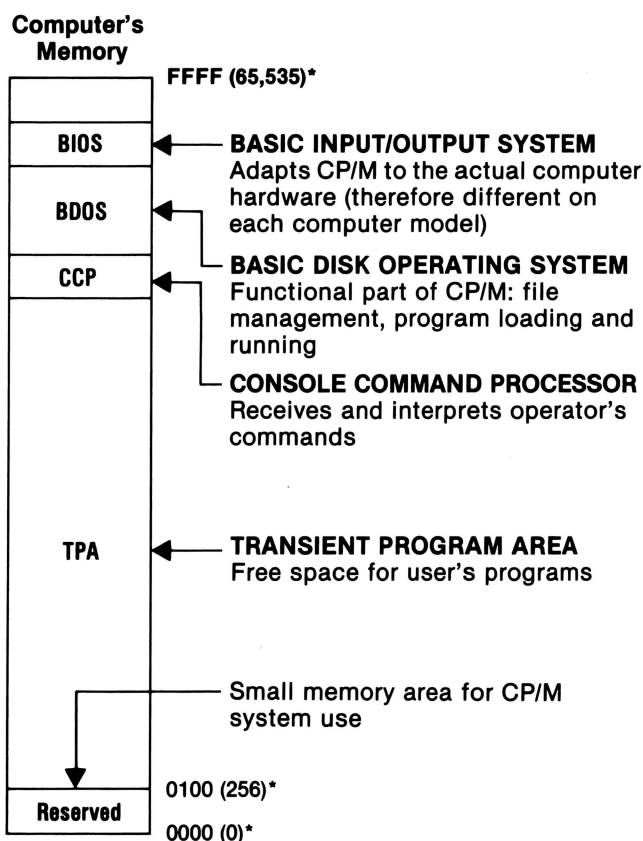 Computer's
Memory
FFFF (65,535)*
BIOS
BASIC INPUT/OUTPUT SYSTEM
Adapts CP/M to the actual computer
hardware (therefore different on
each computer model)
BDOS
BASIC DISK OPERATING SYSTEM
Functional part of CP/M: file
management, program loading and
running
CCP
CONSOLE COMMAND PROCESSOR
Receives and interprets operator's
commands
TPA
TRANSIENT PROGRAM AREA
Free space for user's programs
Small memory area for CP/M
system use
0100 (256)*
Reserved
0000 (0)*